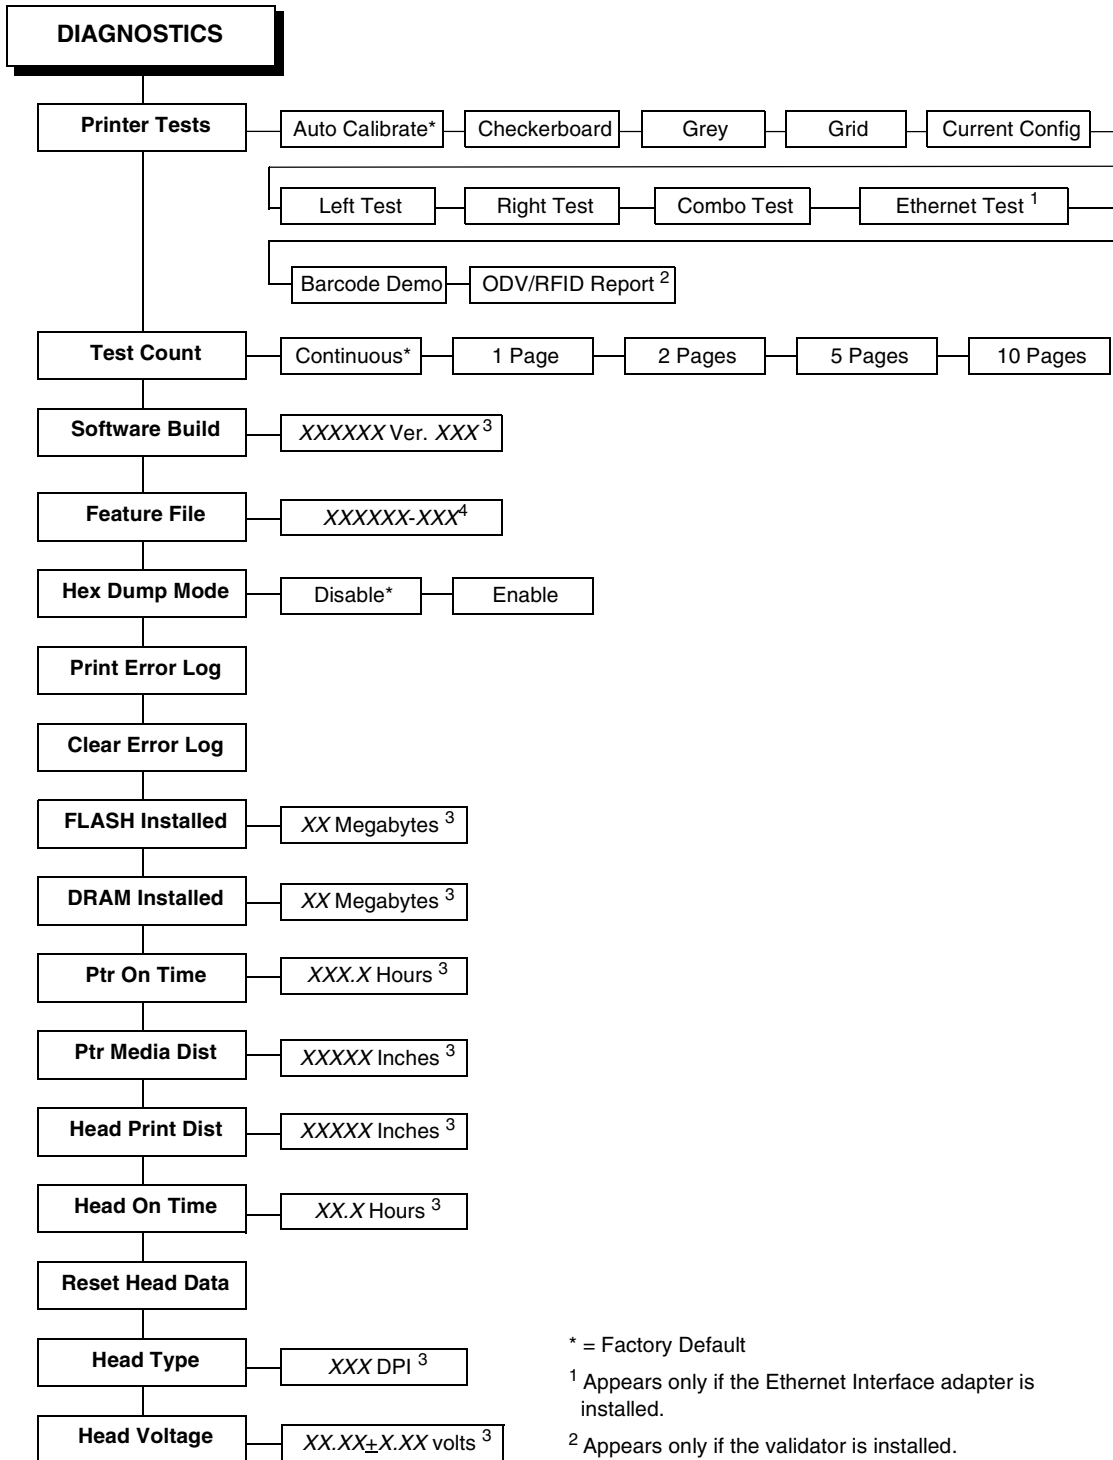 DIAGNOSTICS
Printer Tests Auto Calibrate* Checkerboard Grey Grid Current Config
Left Test Right Test Combo Test Ethernet Test 1
Barcode Demo ODV/RFID Report 2
Test Count Continuous* 1 Page 2 Pages 5 Pages 10 Pages
Software Build XXXXXX Ver. XXX 3
Feature File XXXXXX-XXX4
Hex Dump Mode Disable* Enable
Print Error Log
Clear Error Log
FLASH Installed XX Megabytes 3
DRAM Installed XX Megabytes 3
Ptr On Time XXX.X Hours 3
Ptr Media Dist XXXXX Inches 3
Head Print Dist XXXXX Inches 3
Head On Time XX.X Hours 3
Reset Head Data
Head Type XXX DPI 3
Head Voltage XX.XX±X.XX volts 3
* = Factory Default
1 Appears only if the Ethernet Interface adapter is
installed.
2 Appears only if the validator is installed.